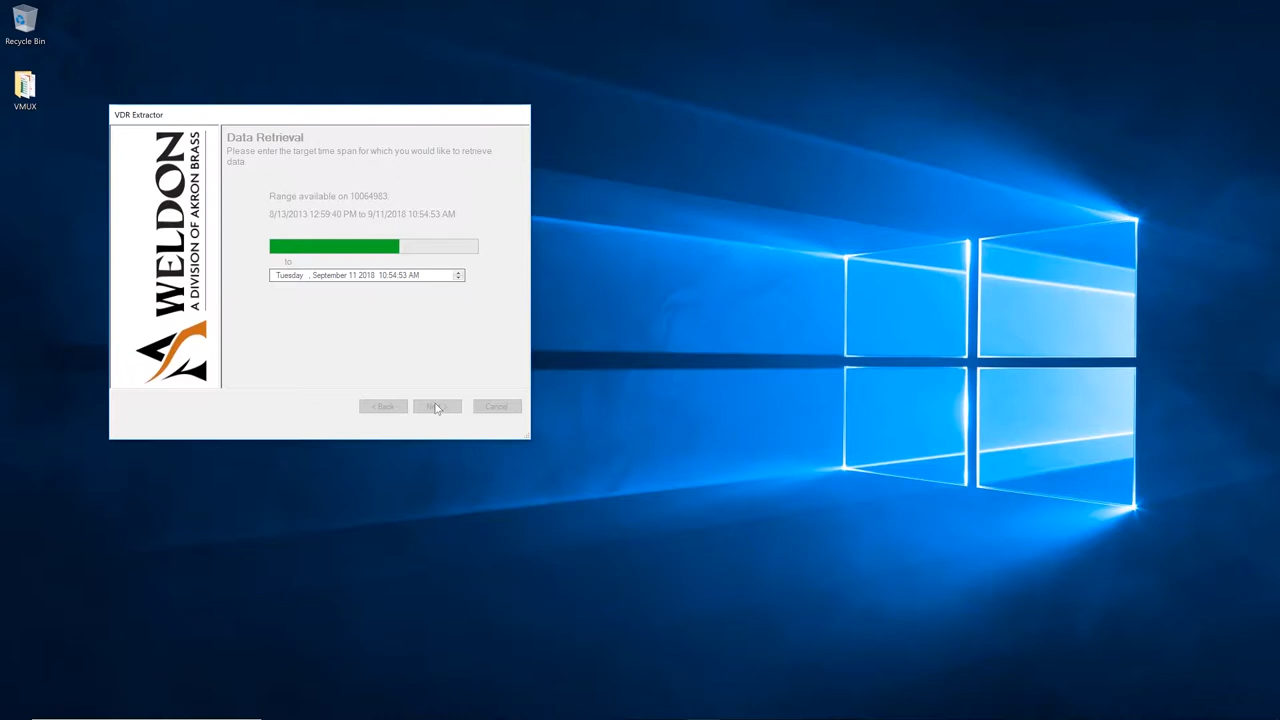 Recycle Bin
VMUX
VDR Extractor
WELDON
A DIVISION OF AKRON BRASS
Data Retrieval
Please enter the target time span for which you would like to retrieve
data.
Range available on 10064983:
8/13/2013 12:59:40 PM to 9/11/2018 10:54:53 AM
to
Tuesday , September 11 2018 10:54:53 AM
< Back
Cancel